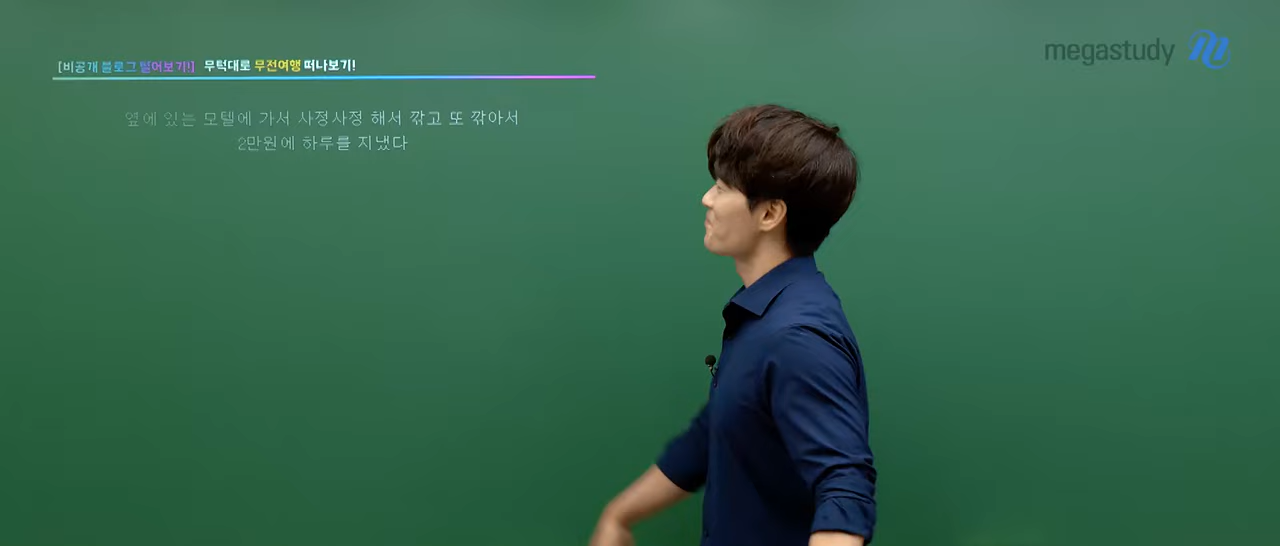 [비공개 블로그 털어보기!] 무턱대로 무전여행 떠나보기!
megastudy
옆에 있는 모텔에 가서 사정사정 해서 깎고 또 깎아서
2만원에 하루를 지냈다